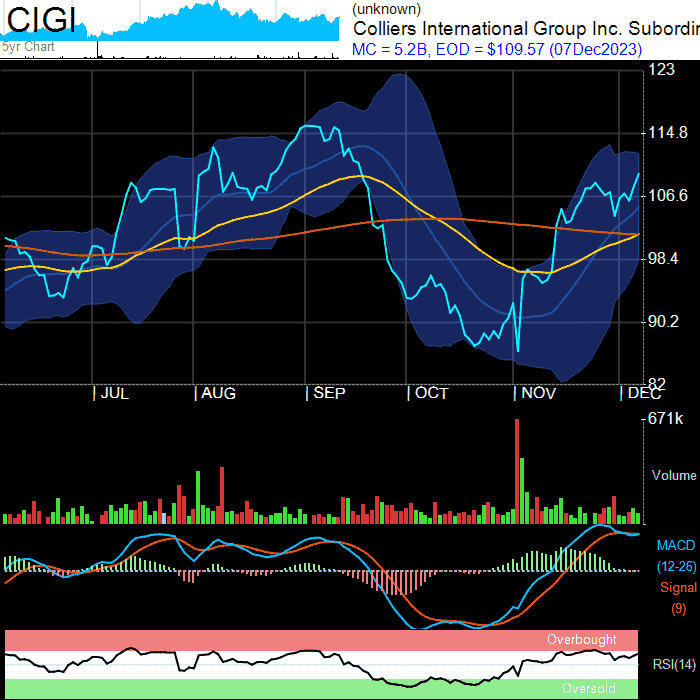 CIGI
(unknown)
Colliers International Group Inc. Subordin
MC = 5.2B, EOD = $109.57 (07Dec2023)
5yr Chart
123
114.8
106.6
98.4
90.2
82
JUL AUG SEP OCT NOV DEC
671k
Volume
MACD
(12-26)
Signal
(9)
Overbought
RSI(14)
Oversold